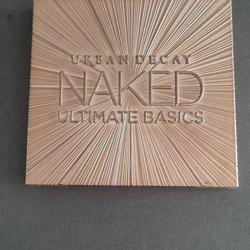 URBAN DECAY
NAKED
ULTIMATE BASICS